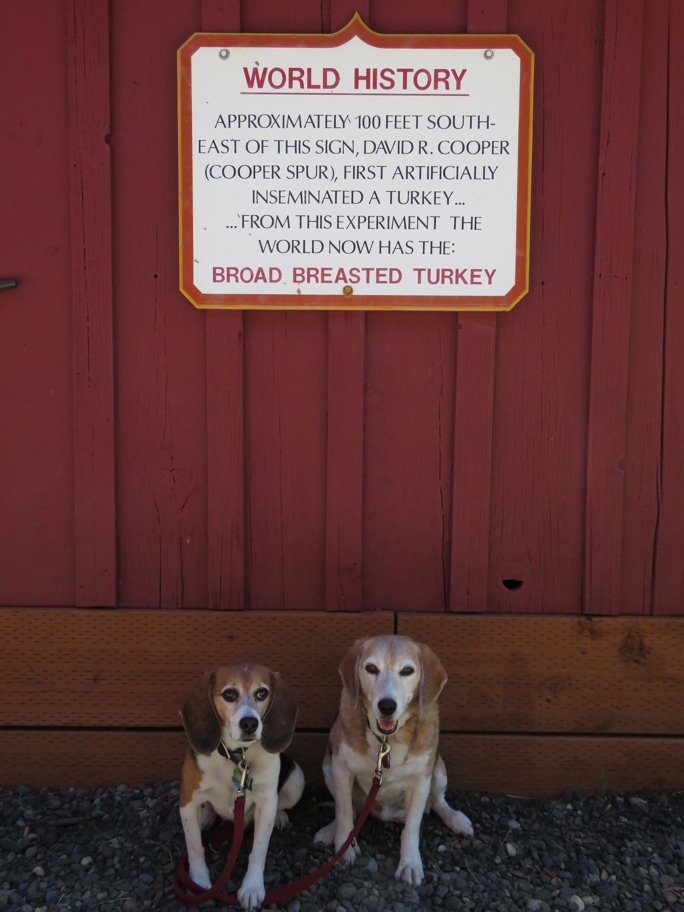 WORLD HISTORY
APPROXIMATELY 100 FEET SOUTH-
EAST OF THIS SIGN, DAVID R. COOPER
(COOPER SPUR), FIRST ARTIFICIALLY
INSEMINATED A TURKEY...
...FROM THIS EXPERIMENT THE
WORLD NOW HAS THE:
BROAD BREASTED TURKEY